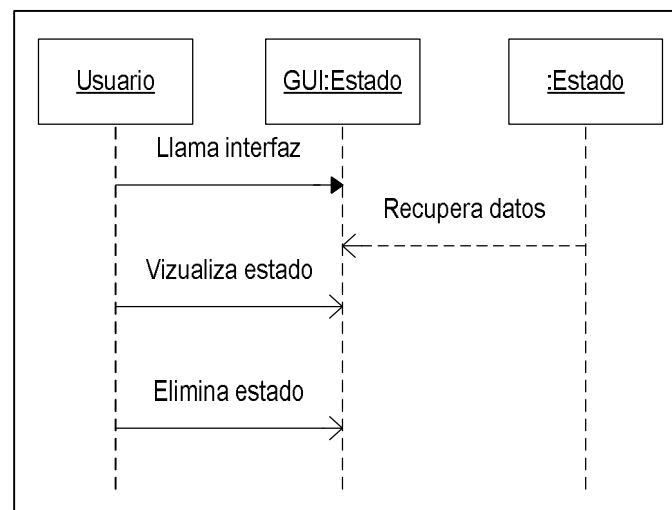 Usuario
GUI:Estado
:Estado
Llama interfaz
Recupera datos
Vizualiza estado
Elimina estado